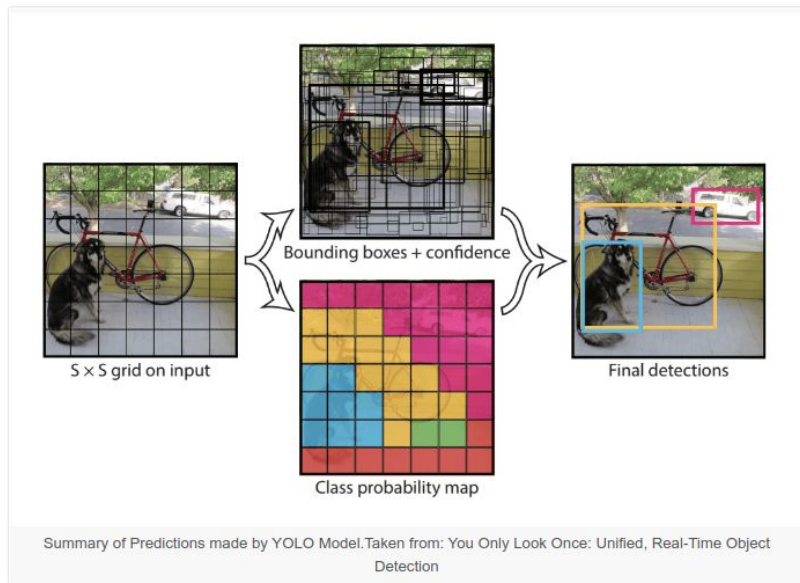 S × S grid on input
Bounding boxes + confidence
Class probability map
Final detections
Summary of Predictions made by YOLO Model.Taken from: You Only Look Once: Unified, Real-Time Object
Detection